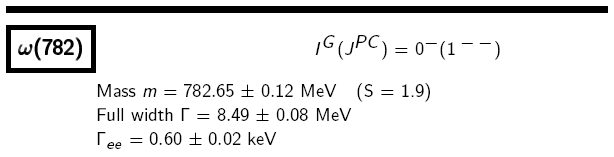 ω(782) I^G(J^PC) = 0^−(1^− −)
Mass m = 782.65 ± 0.12 MeV (S = 1.9)
Full width Γ = 8.49 ± 0.08 MeV
Γ_ee = 0.60 ± 0.02 keV